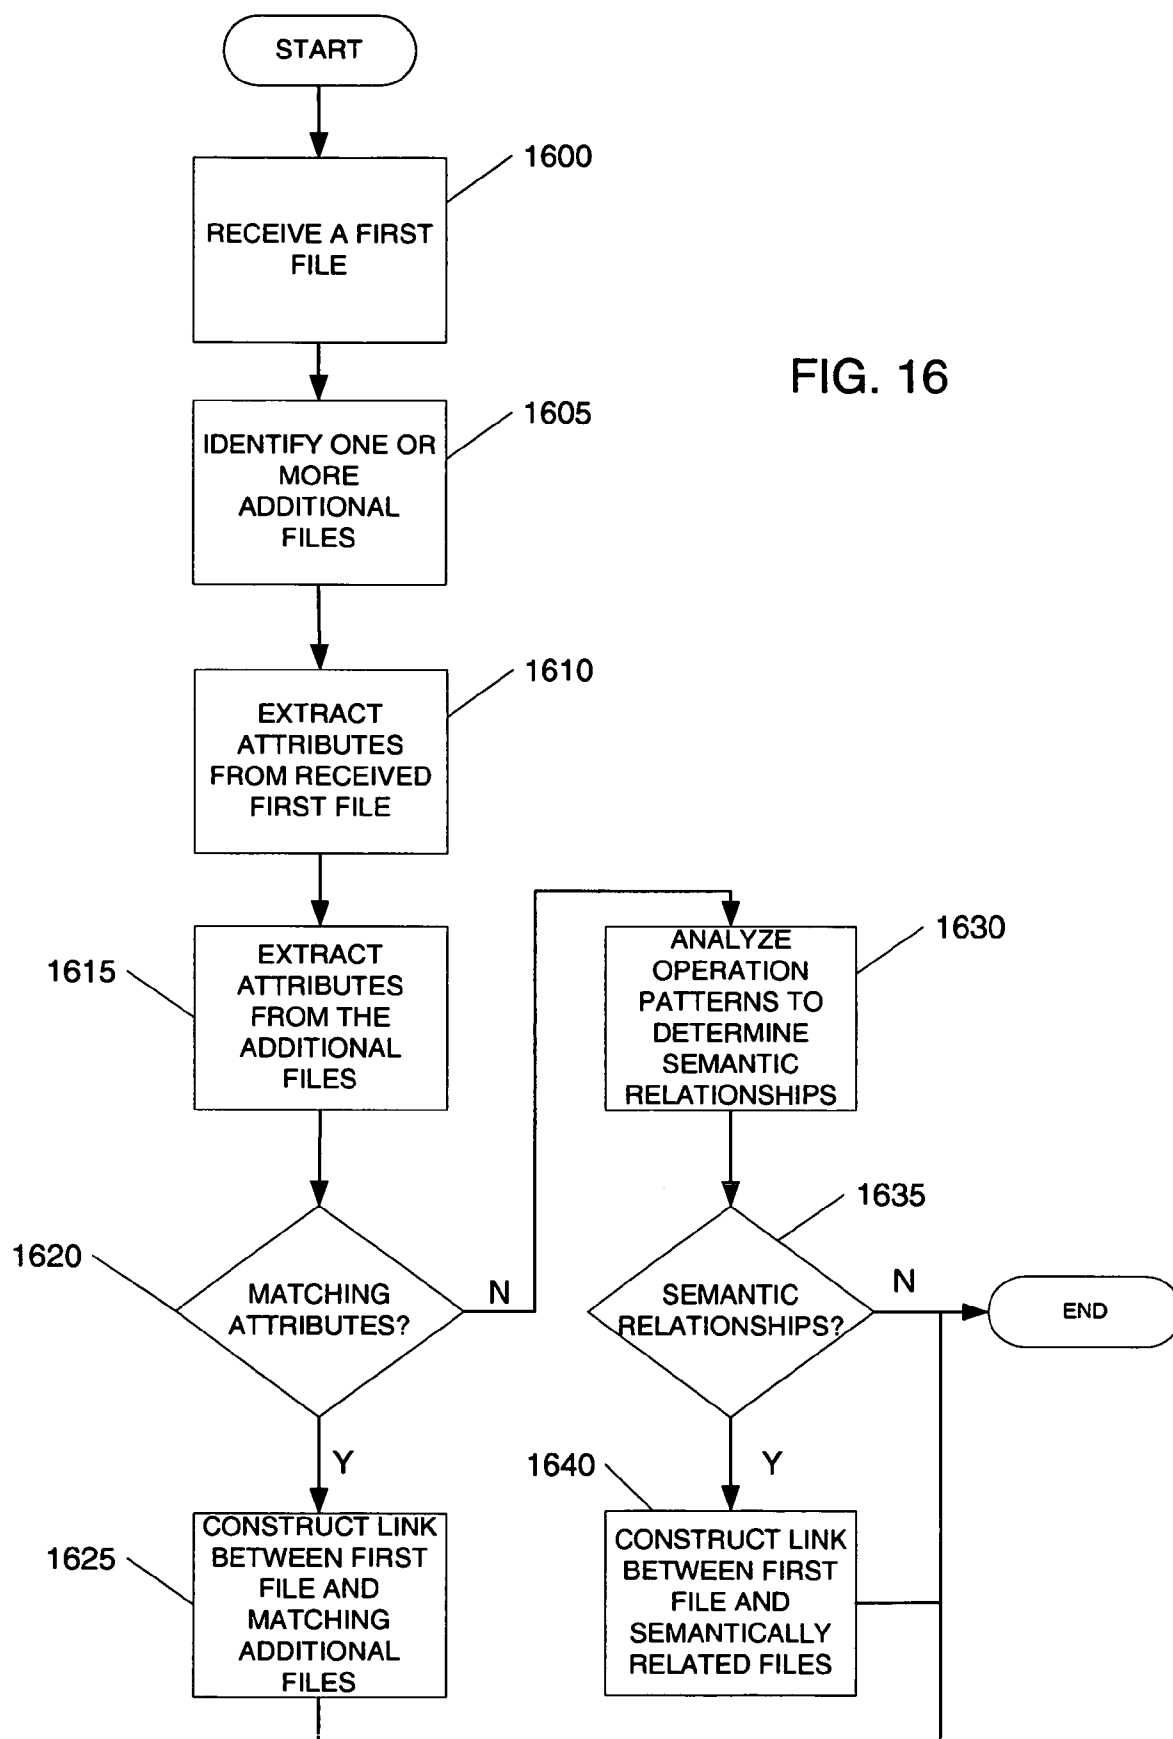 START
1600
RECEIVE A FIRST
FILE
FIG. 16
1605
IDENTIFY ONE OR
MORE
ADDITIONAL
FILES
1610
EXTRACT
ATTRIBUTES
FROM RECEIVED
FIRST FILE
1615
EXTRACT
ATTRIBUTES
FROM THE
ADDITIONAL
FILES
1620
MATCHING
ATTRIBUTES?
N
Y
1625
CONSTRUCT LINK
BETWEEN FIRST
FILE AND
MATCHING
ADDITIONAL
FILES
1630
ANALYZE
OPERATION
PATTERNS TO
DETERMINE
SEMANTIC
RELATIONSHIPS
1635
SEMANTIC
RELATIONSHIPS?
N
END
Y
1640
CONSTRUCT LINK
BETWEEN FIRST
FILE AND
SEMANTICALLY
RELATED FILES